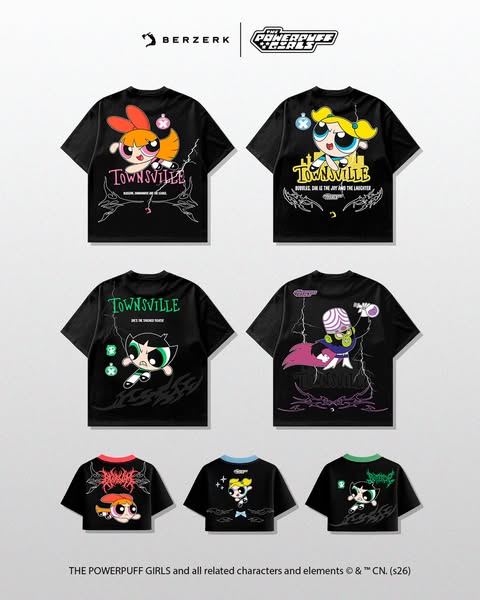 BERZERK
THE
POWERPUFF
GIRLS
TOWNSVILLE
TOWNSVILLE
BUBBLES, SHE IS THE JOY AND THE LAUGHTER
TOWNSVILLE
SHE'S THE TOUGHEST FIGHTER
TOWNSVILLE
THE POWERPUFF GIRLS and all related characters and elements © & ™ CN. (s26)